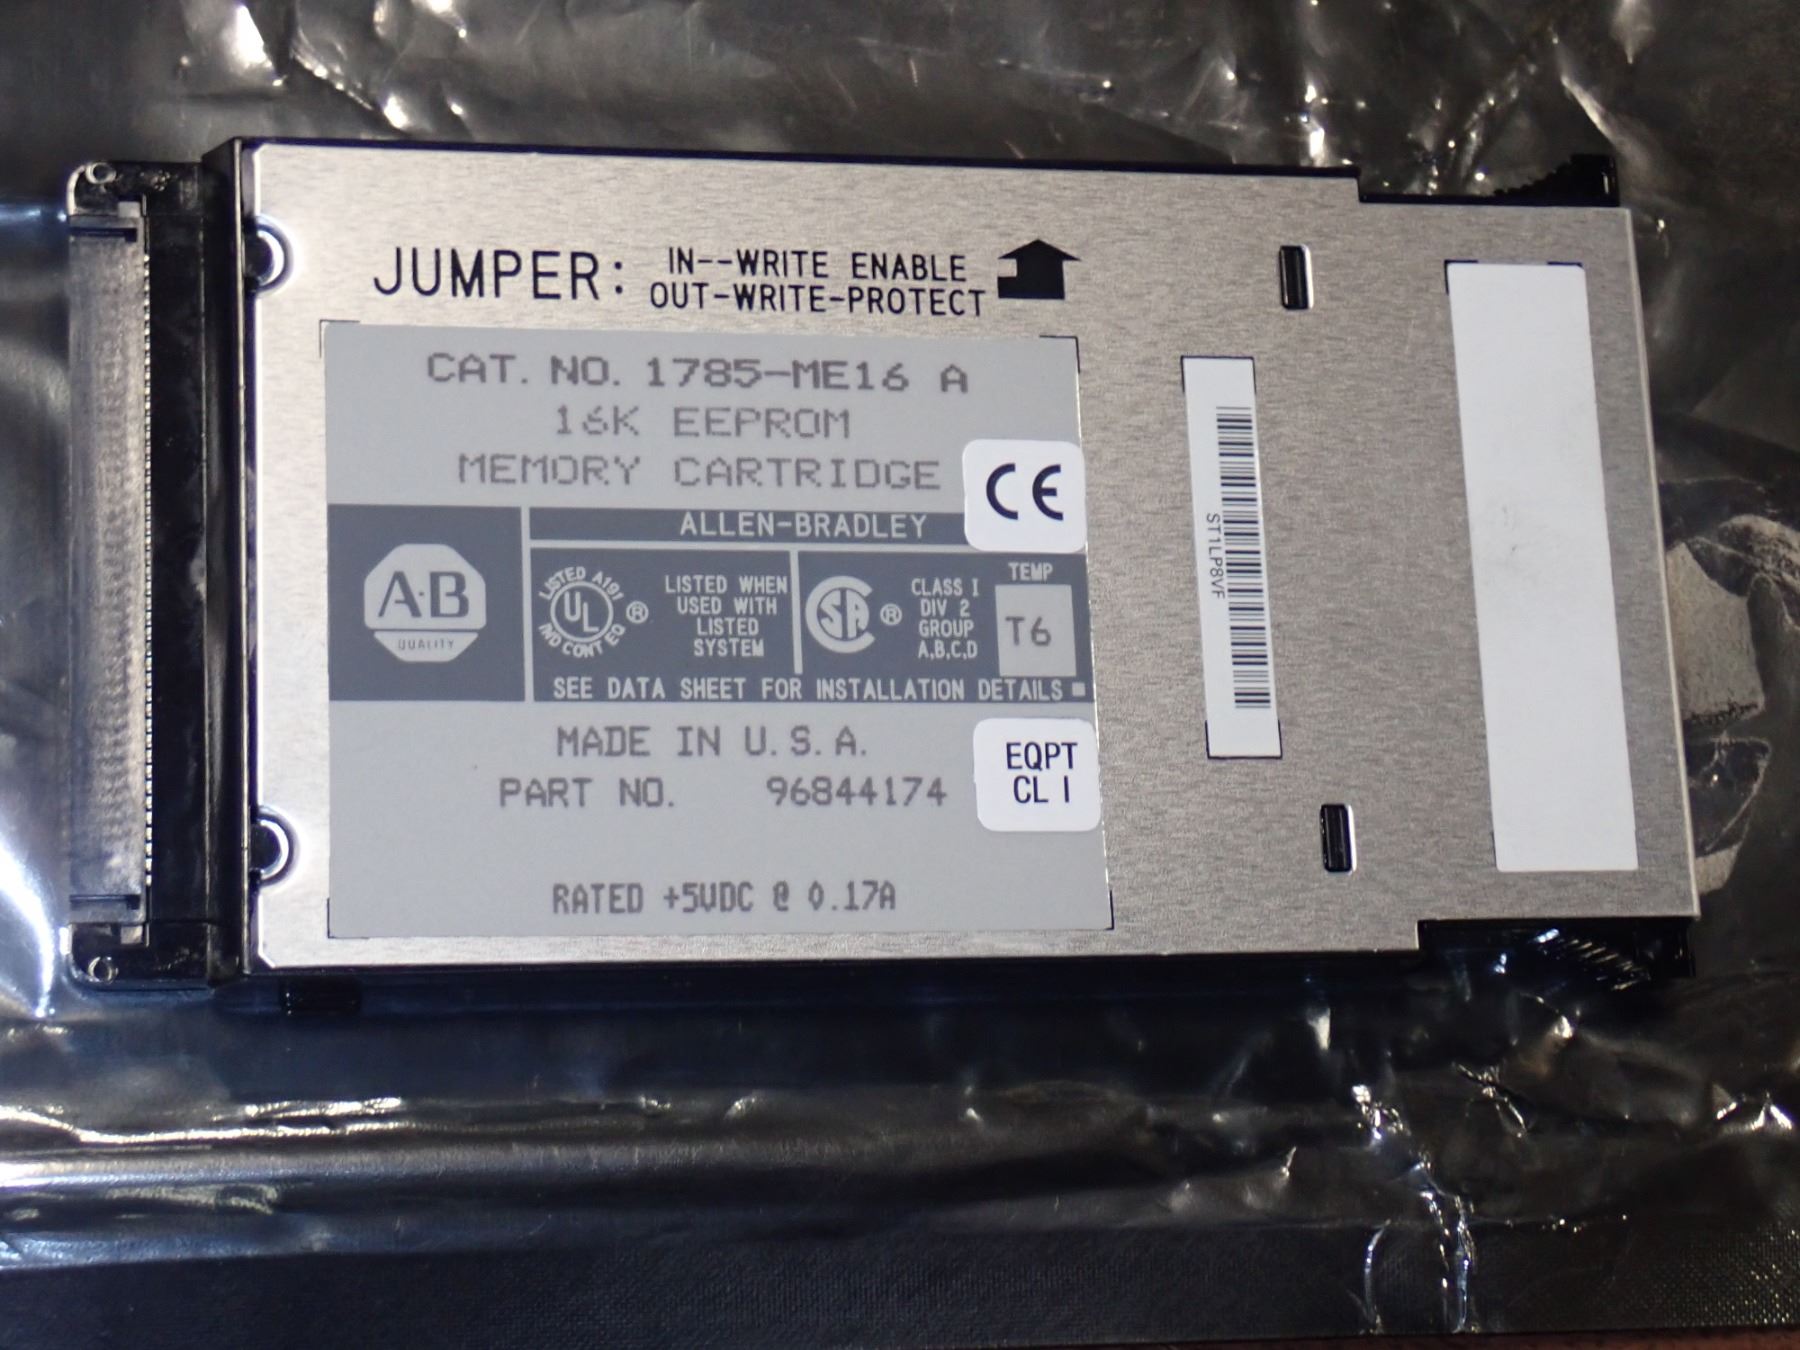 JUMPER: IN--WRITE ENABLE
OUT-WRITE-PROTECT
CAT. NO. 1785-ME16 A
16K EEPROM
MEMORY CARTRIDGE
CE
ALLEN-BRADLEY
A·B
QUALITY
LISTED A191
UL ®
IND CONT EQ
LISTED WHEN
USED WITH
LISTED
SYSTEM
SA ®
CLASS I
DIV 2
GROUP
A,B,C,D
TEMP
T6
SEE DATA SHEET FOR INSTALLATION DETAILS
MADE IN U.S.A.
PART NO. 96844174
EQPT
CL I
RATED +5VDC @ 0.17A
ST1LP8VF